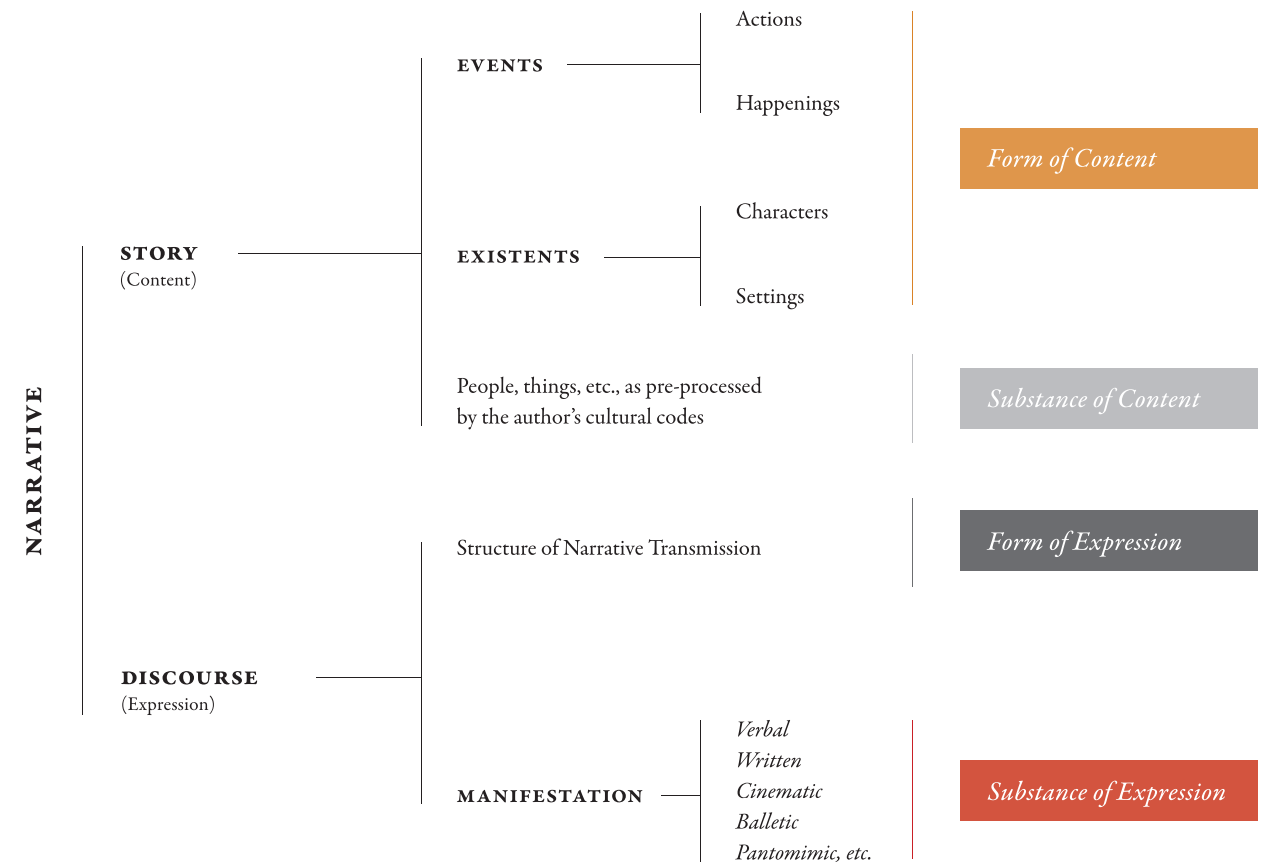 NARRATIVE
STORY
(Content)
EVENTS
Actions
Happenings
EXISTENTS
Characters
Settings
Form of Content
People, things, etc., as pre-processed
by the author’s cultural codes
Substance of Content
DISCOURSE
(Expression)
Structure of Narrative Transmission
Form of Expression
MANIFESTATION
Verbal
Written
Cinematic
Balletic
Pantomimic, etc.
Substance of Expression